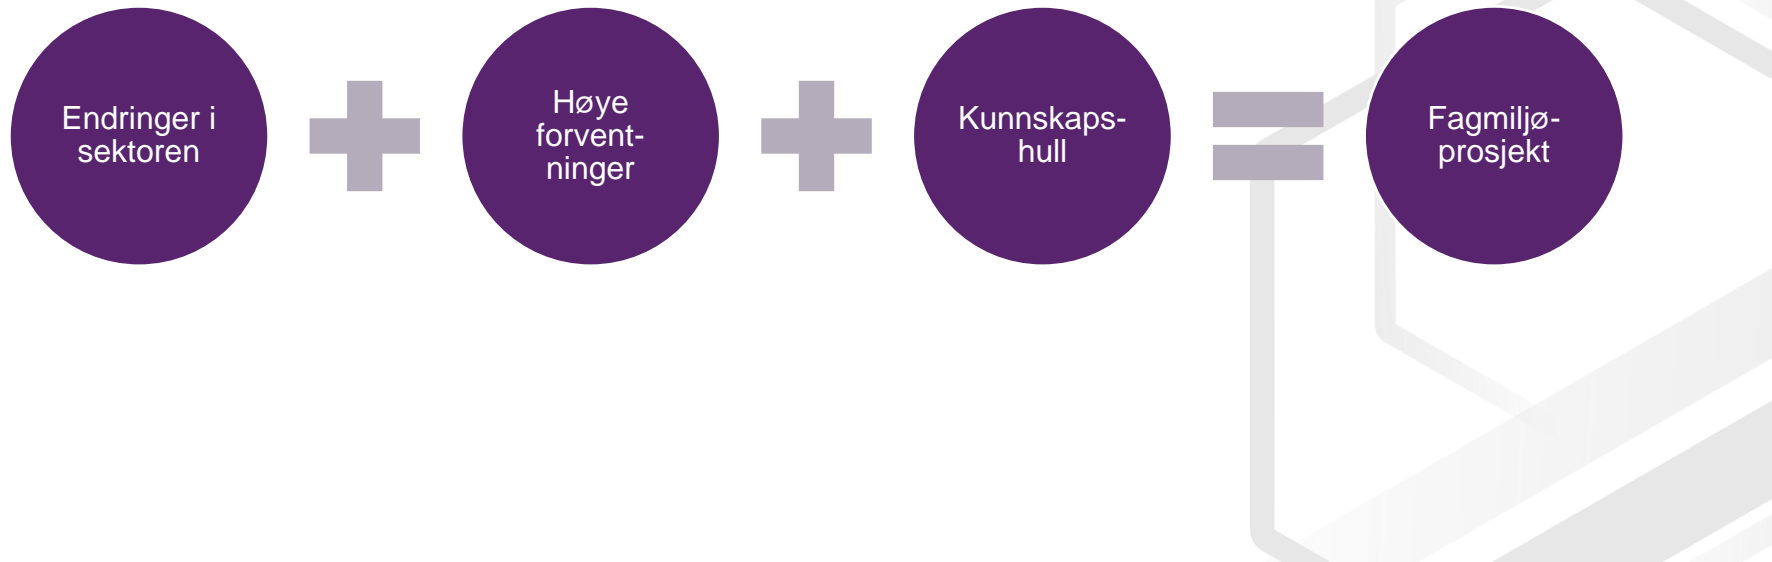 Endringer i
sektoren
Høye
forvent-
ninger
Kunnskaps-
hull
Fagmiljø-
prosjekt